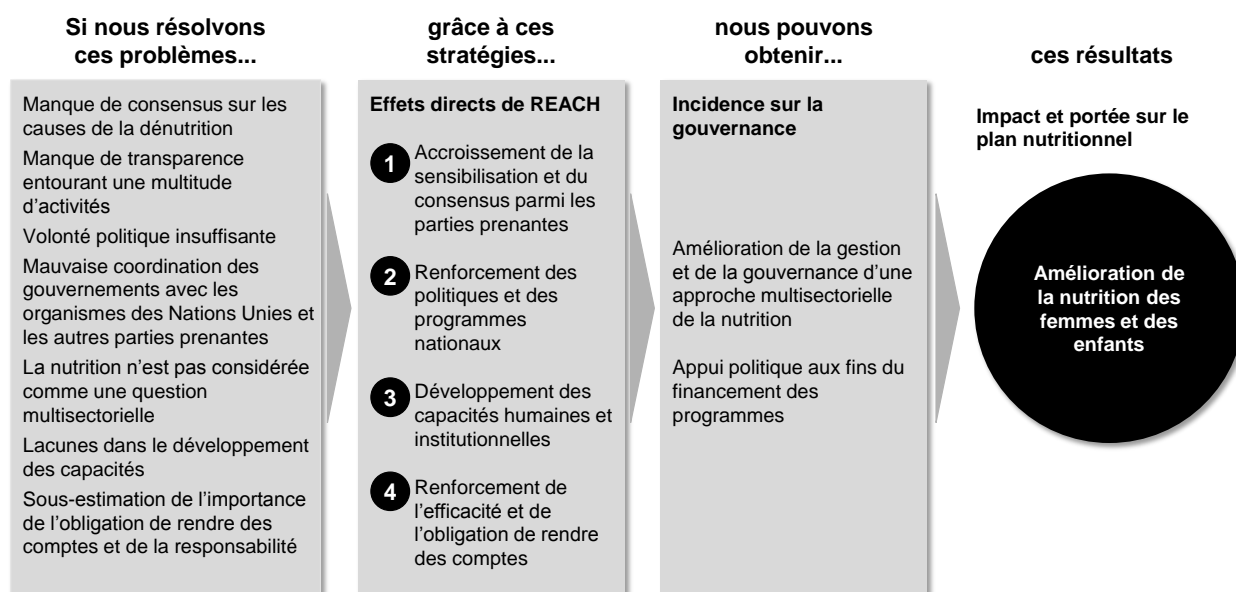 Si nous résolvons
ces problèmes...
Manque de consensus sur les
causes de la dénutrition
Manque de transparence
entourant une multitude
d’activités
Volonté politique insuffisante
Mauvaise coordination des
gouvernements avec les
organismes des Nations Unies et
les autres parties prenantes
La nutrition n’est pas considérée
comme une question
multisectorielle
Lacunes dans le développement
des capacités
Sous-estimation de l’importance
de l’obligation de rendre des
comptes et de la responsabilité
grâce à ces
stratégies...
Effets directs de REACH
1 Accroissement de la
sensibilisation et du
consensus parmi les
parties prenantes
2 Renforcement des
politiques et des
programmes
nationaux
3 Développement des
capacités humaines et
institutionnelles
4 Renforcement de
l’efficacité et de
l’obligation de rendre
des comptes
nous pouvons
obtenir...
Incidence sur la
gouvernance
Amélioration de la gestion
et de la gouvernance d’une
approche multisectorielle
de la nutrition
Appui politique aux fins du
financement des
programmes
ces résultats
Impact et portée sur le
plan nutritionnel
Amélioration de
la nutrition des
femmes et des
enfants